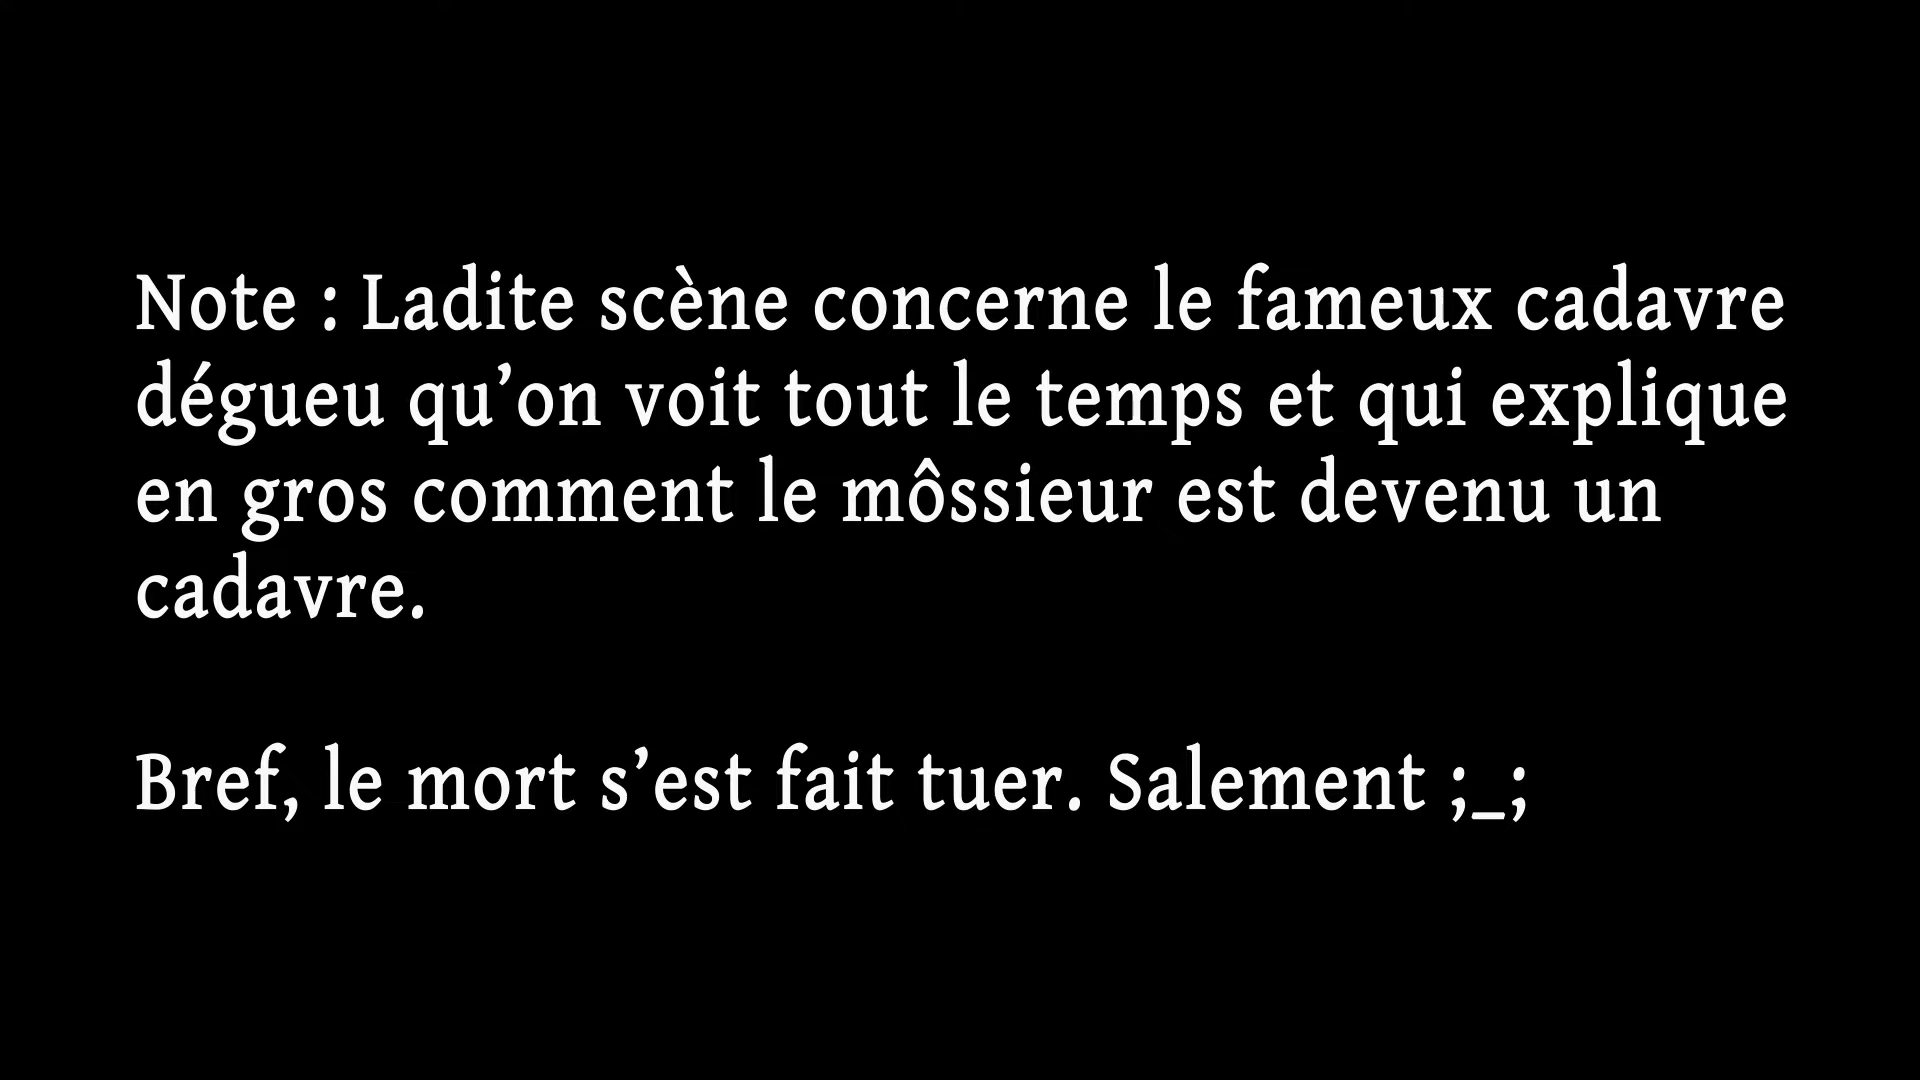 Note : Ladite scène concerne le fameux cadavre
dégueu qu’on voit tout le temps et qui explique
en gros comment le môssieur est devenu un
cadavre.
Bref, le mort s’est fait tuer. Salement ;_;